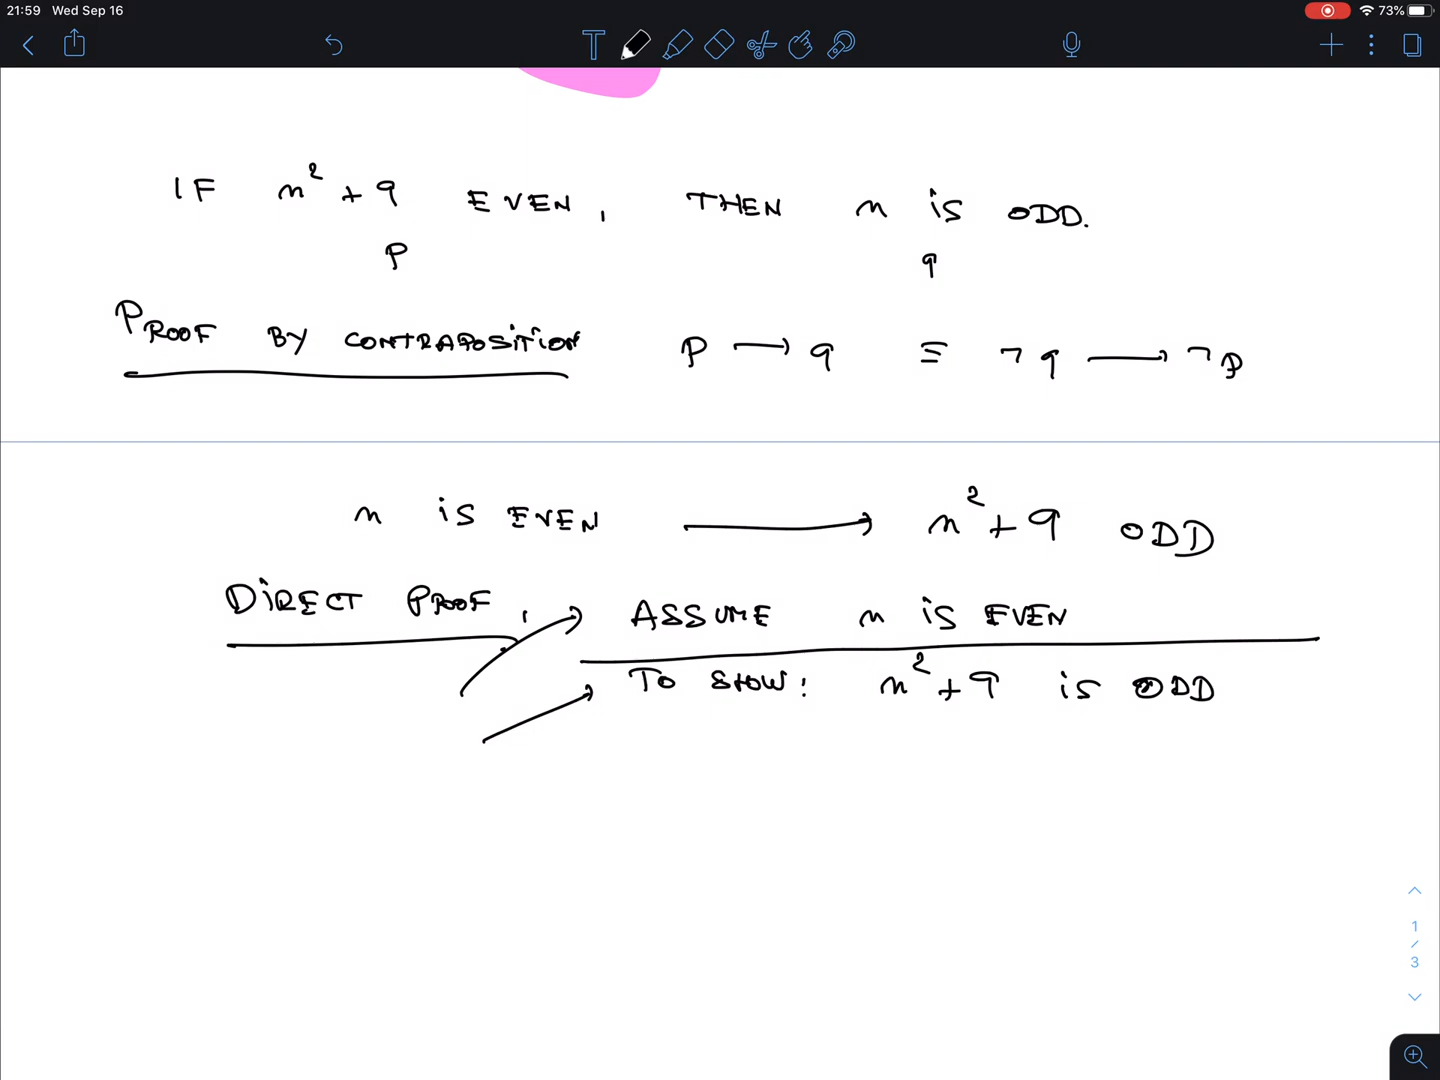 21:59 Wed Sep 16 73%
T
IF n² + 9 EVEN, THEN n is ODD.
P q
PROOF BY CONTRAPOSITION P → q ≡ ¬q → ¬P
n is EVEN → n² + 9 ODD
DIRECT PROOF, ASSUME n is EVEN
TO SHOW: n² + 9 is ODD
1
/
3